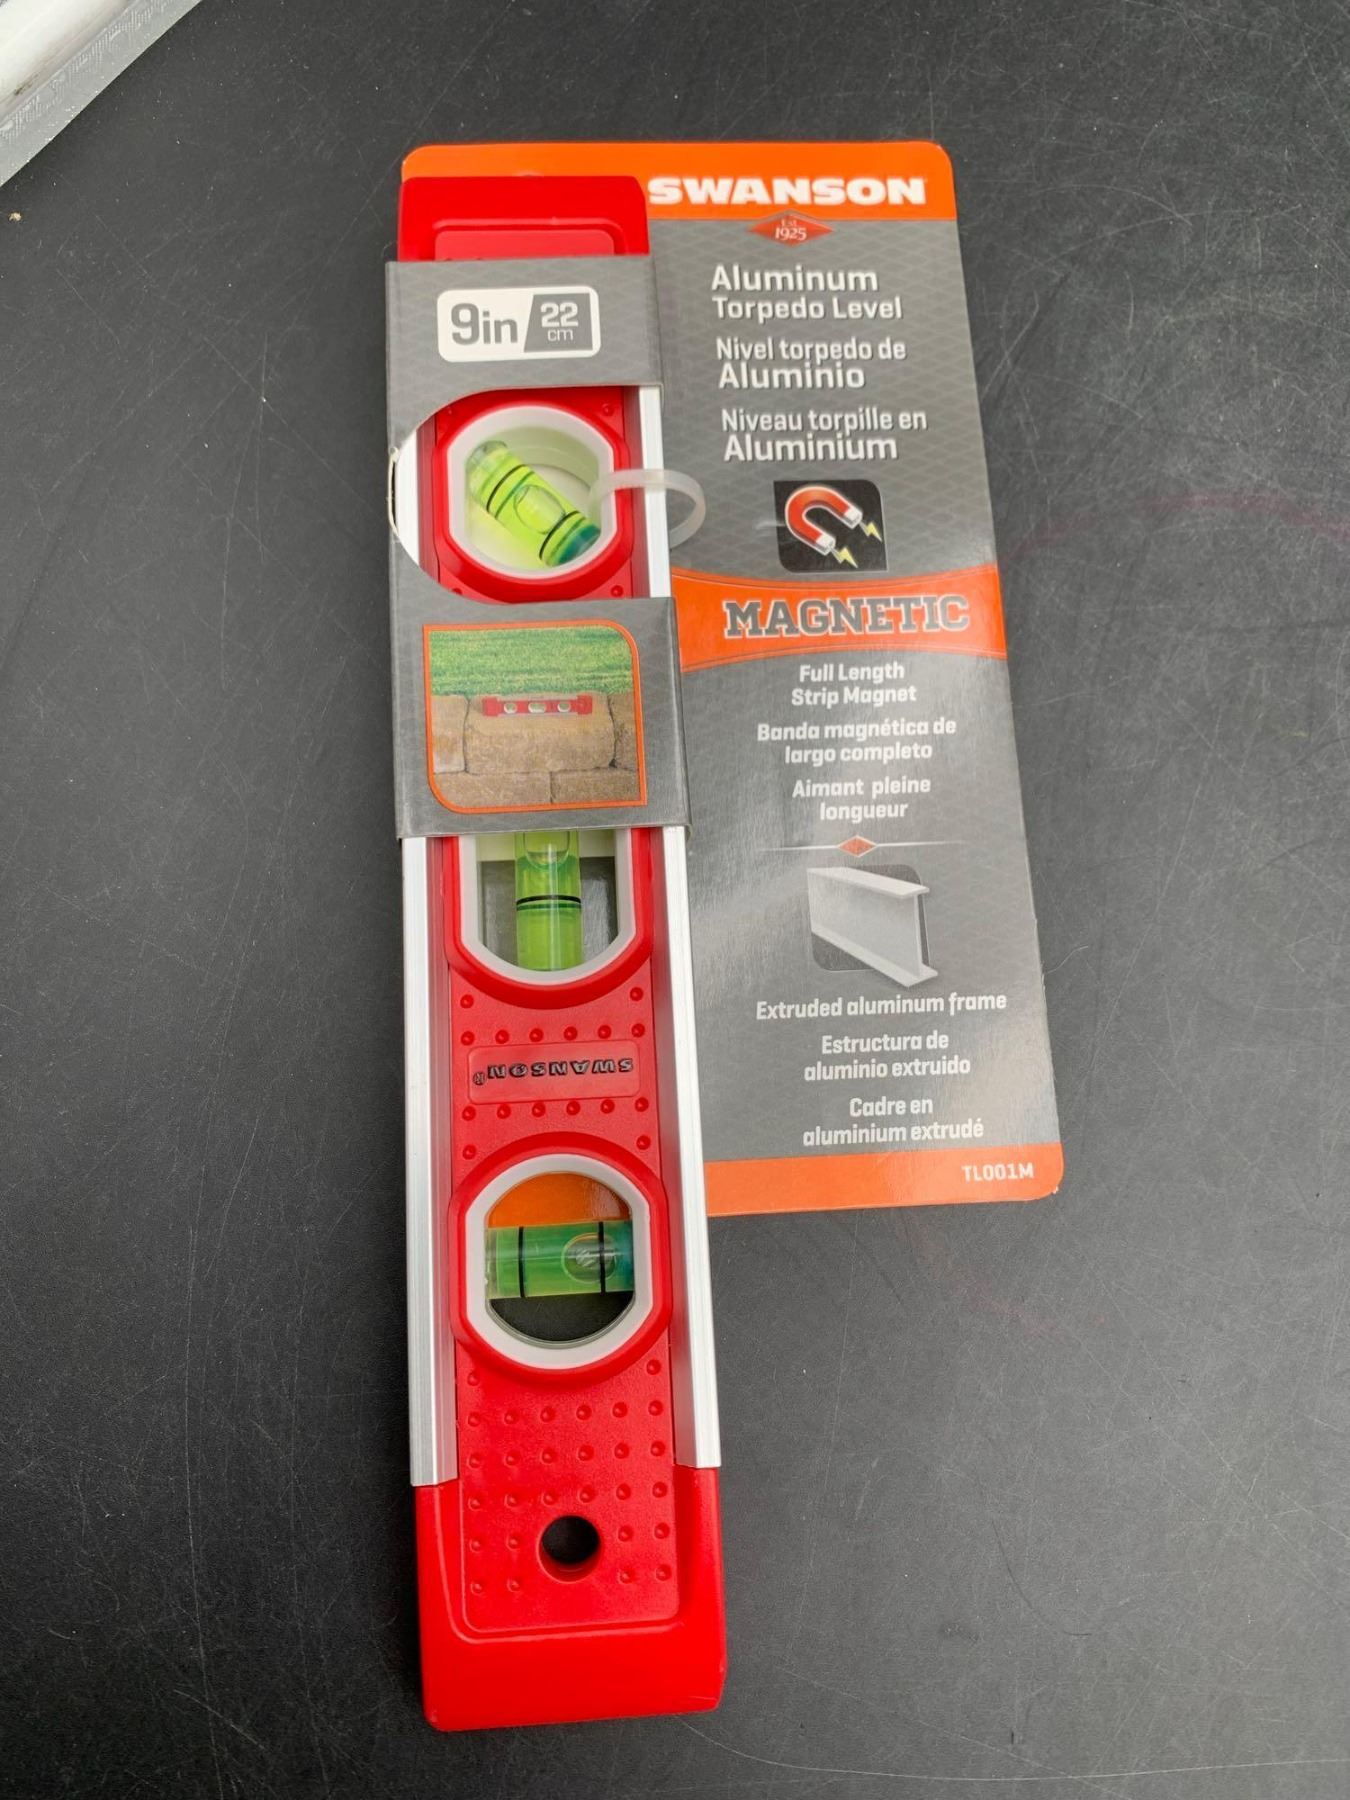 SWANSON
Est.
1925
Aluminum
Torpedo Level
Nivel torpedo de
Aluminio
Niveau torpille en
Aluminium
9in/22
cm
MAGNETIC
Full Length
Strip Magnet
Banda magnética de
largo completo
Aimant pleine
longueur
Extruded aluminum frame
Estructura de
aluminio extruido
Cadre en
aluminium extrudé
TL001M
SWANSON®